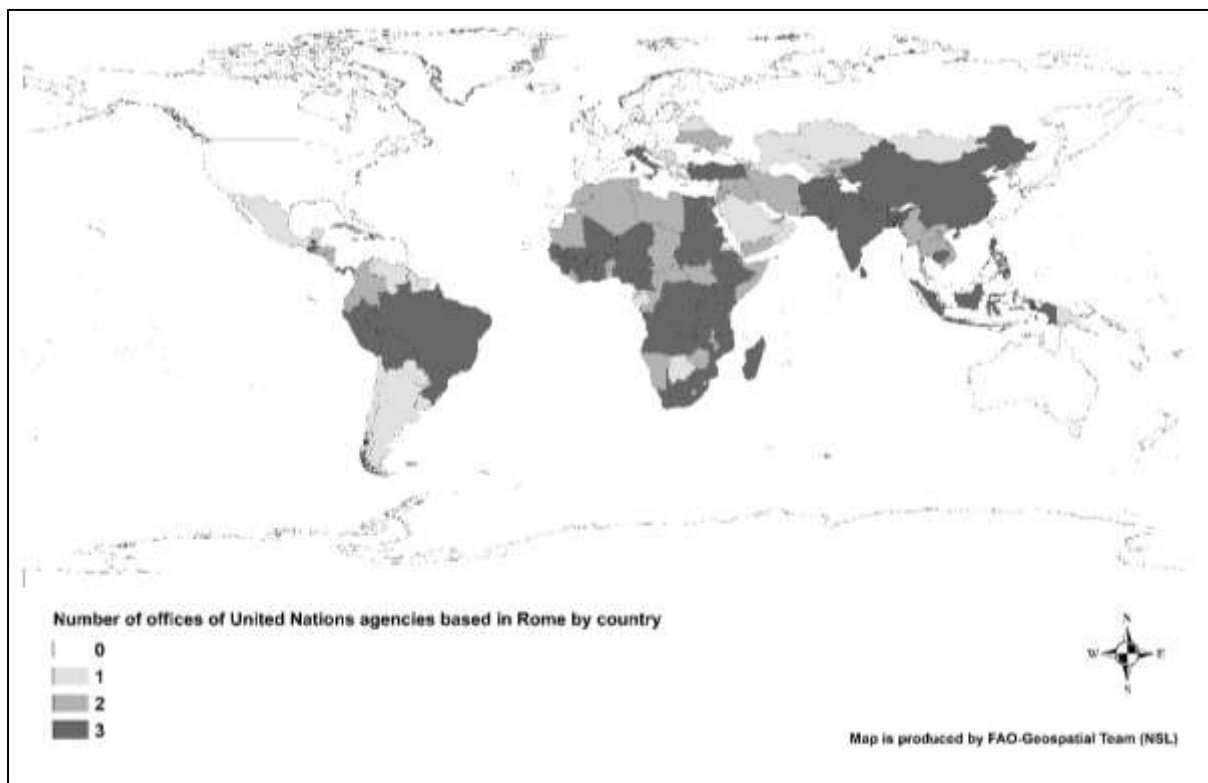 Number of offices of United Nations agencies based in Rome by country
0
1
2
3
N
W E
S
Map is produced by FAO-Geospatial Team (NSL)